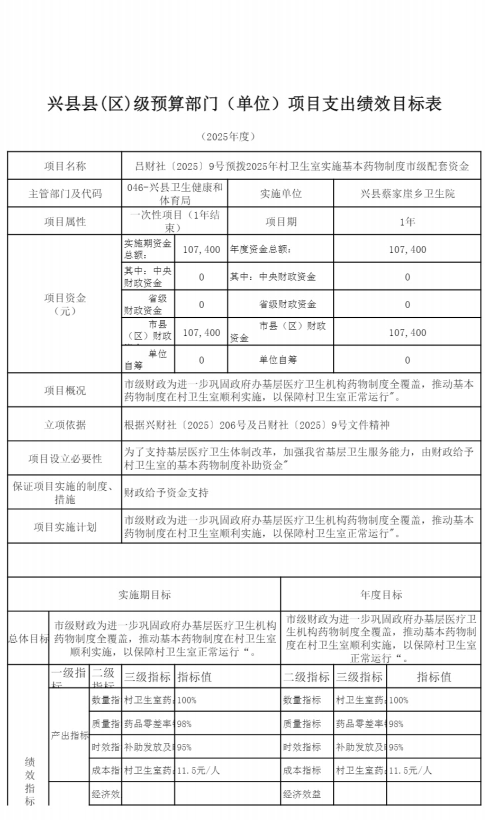 兴县县(区)级预算部门（单位）项目支出绩效目标表
（2025年度）
项目名称 吕财社〔2025〕9号预拨2025年村卫生室实施基本药物制度市级配套资金
主管部门及代码 046-兴县卫生健康和体育局 实施单位 兴县蔡家崖乡卫生院
项目属性 一次性项目（1年结束） 项目期 1年
项目资金（元）
实施期资金总额： 107,400 年度资金总额： 107,400
其中：中央财政资金 0 其中：中央财政资金 0
省级财政资金 0 省级财政资金 0
市县（区）财政 107,400 市县（区）财政资金 107,400
单位自筹 0 单位自筹 0
项目概况 市级财政为进一步巩固政府办基层医疗卫生机构药物制度全覆盖，推动基本
药物制度在村卫生室顺利实施，以保障村卫生室正常运行"。
立项依据 根据兴财社〔2025〕206号及吕财社〔2025〕9号文件精神
项目设立必要性 为了支持基层医疗卫生体制改革，加强我省基层卫生服务能力，由财政给予
村卫生室的基本药物制度补助资金"
保证项目实施的制度、措施 财政给予资金支持
项目实施计划 市级财政为进一步巩固政府办基层医疗卫生机构药物制度全覆盖，推动基本
药物制度在村卫生室顺利实施，以保障村卫生室正常运行"。
实施期目标 年度目标
总体目标
市级财政为进一步巩固政府办基层医疗卫生机构
药物制度全覆盖，推动基本药物制度在村卫生室
顺利实施，以保障村卫生室正常运行“。
市级财政为进一步巩固政府办基层医疗卫
生机构药物制度全覆盖，推动基本药物制
度在村卫生室顺利实施，以保障村卫生室
正常运行“。
绩效指标
一级指标 二级指标 三级指标 指标值 二级指标 三级指标 指标值
产出指标
数量指 村卫生室药 100% 数量指标 村卫生室药 100%
质量指 药品零差率 98% 质量指标 药品零差率 98%
时效指 补助发放及 95% 时效指标 补助发放及 95%
成本指 村卫生室药 11.5元/人 成本指标 村卫生室药 11.5元/人
经济效 经济效益